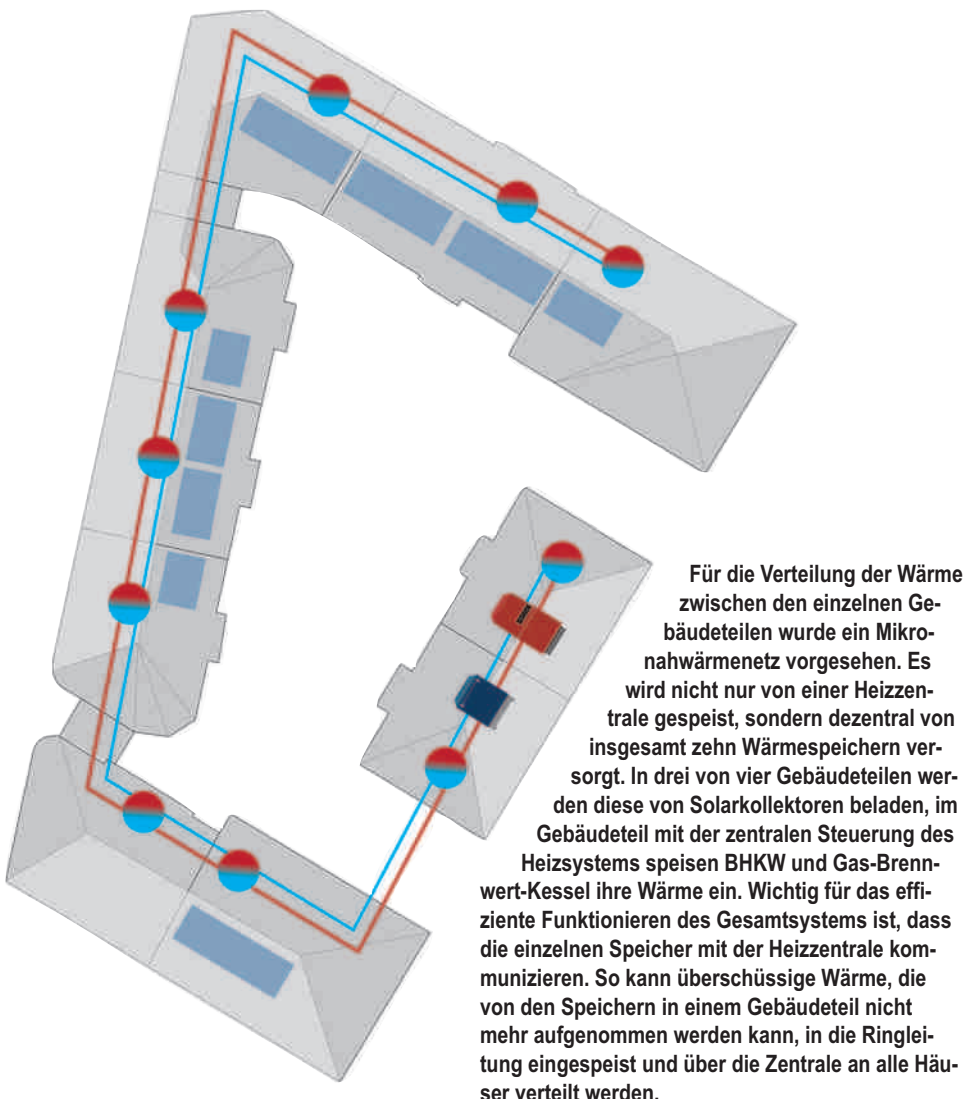 Für die Verteilung der Wärme
zwischen den einzelnen Ge-
bäudeteilen wurde ein Mikro-
nahwärmenetz vorgesehen. Es
wird nicht nur von einer Heizzen-
trale gespeist, sondern dezentral von
insgesamt zehn Wärmespeichern ver-
sorgt. In drei von vier Gebäudeteilen wer-
den diese von Solarkollektoren beladen, im
Gebäudeteil mit der zentralen Steuerung des
Heizsystems speisen BHKW und Gas-Brenn-
wert-Kessel ihre Wärme ein. Wichtig für das effi-
ziente Funktionieren des Gesamtsystems ist, dass
die einzelnen Speicher mit der Heizzentrale kom-
munizieren. So kann überschüssige Wärme, die
von den Speichern in einem Gebäudeteil nicht
mehr aufgenommen werden kann, in die Ringlei-
tung eingespeist und über die Zentrale an alle Häu-
ser verteilt werden.